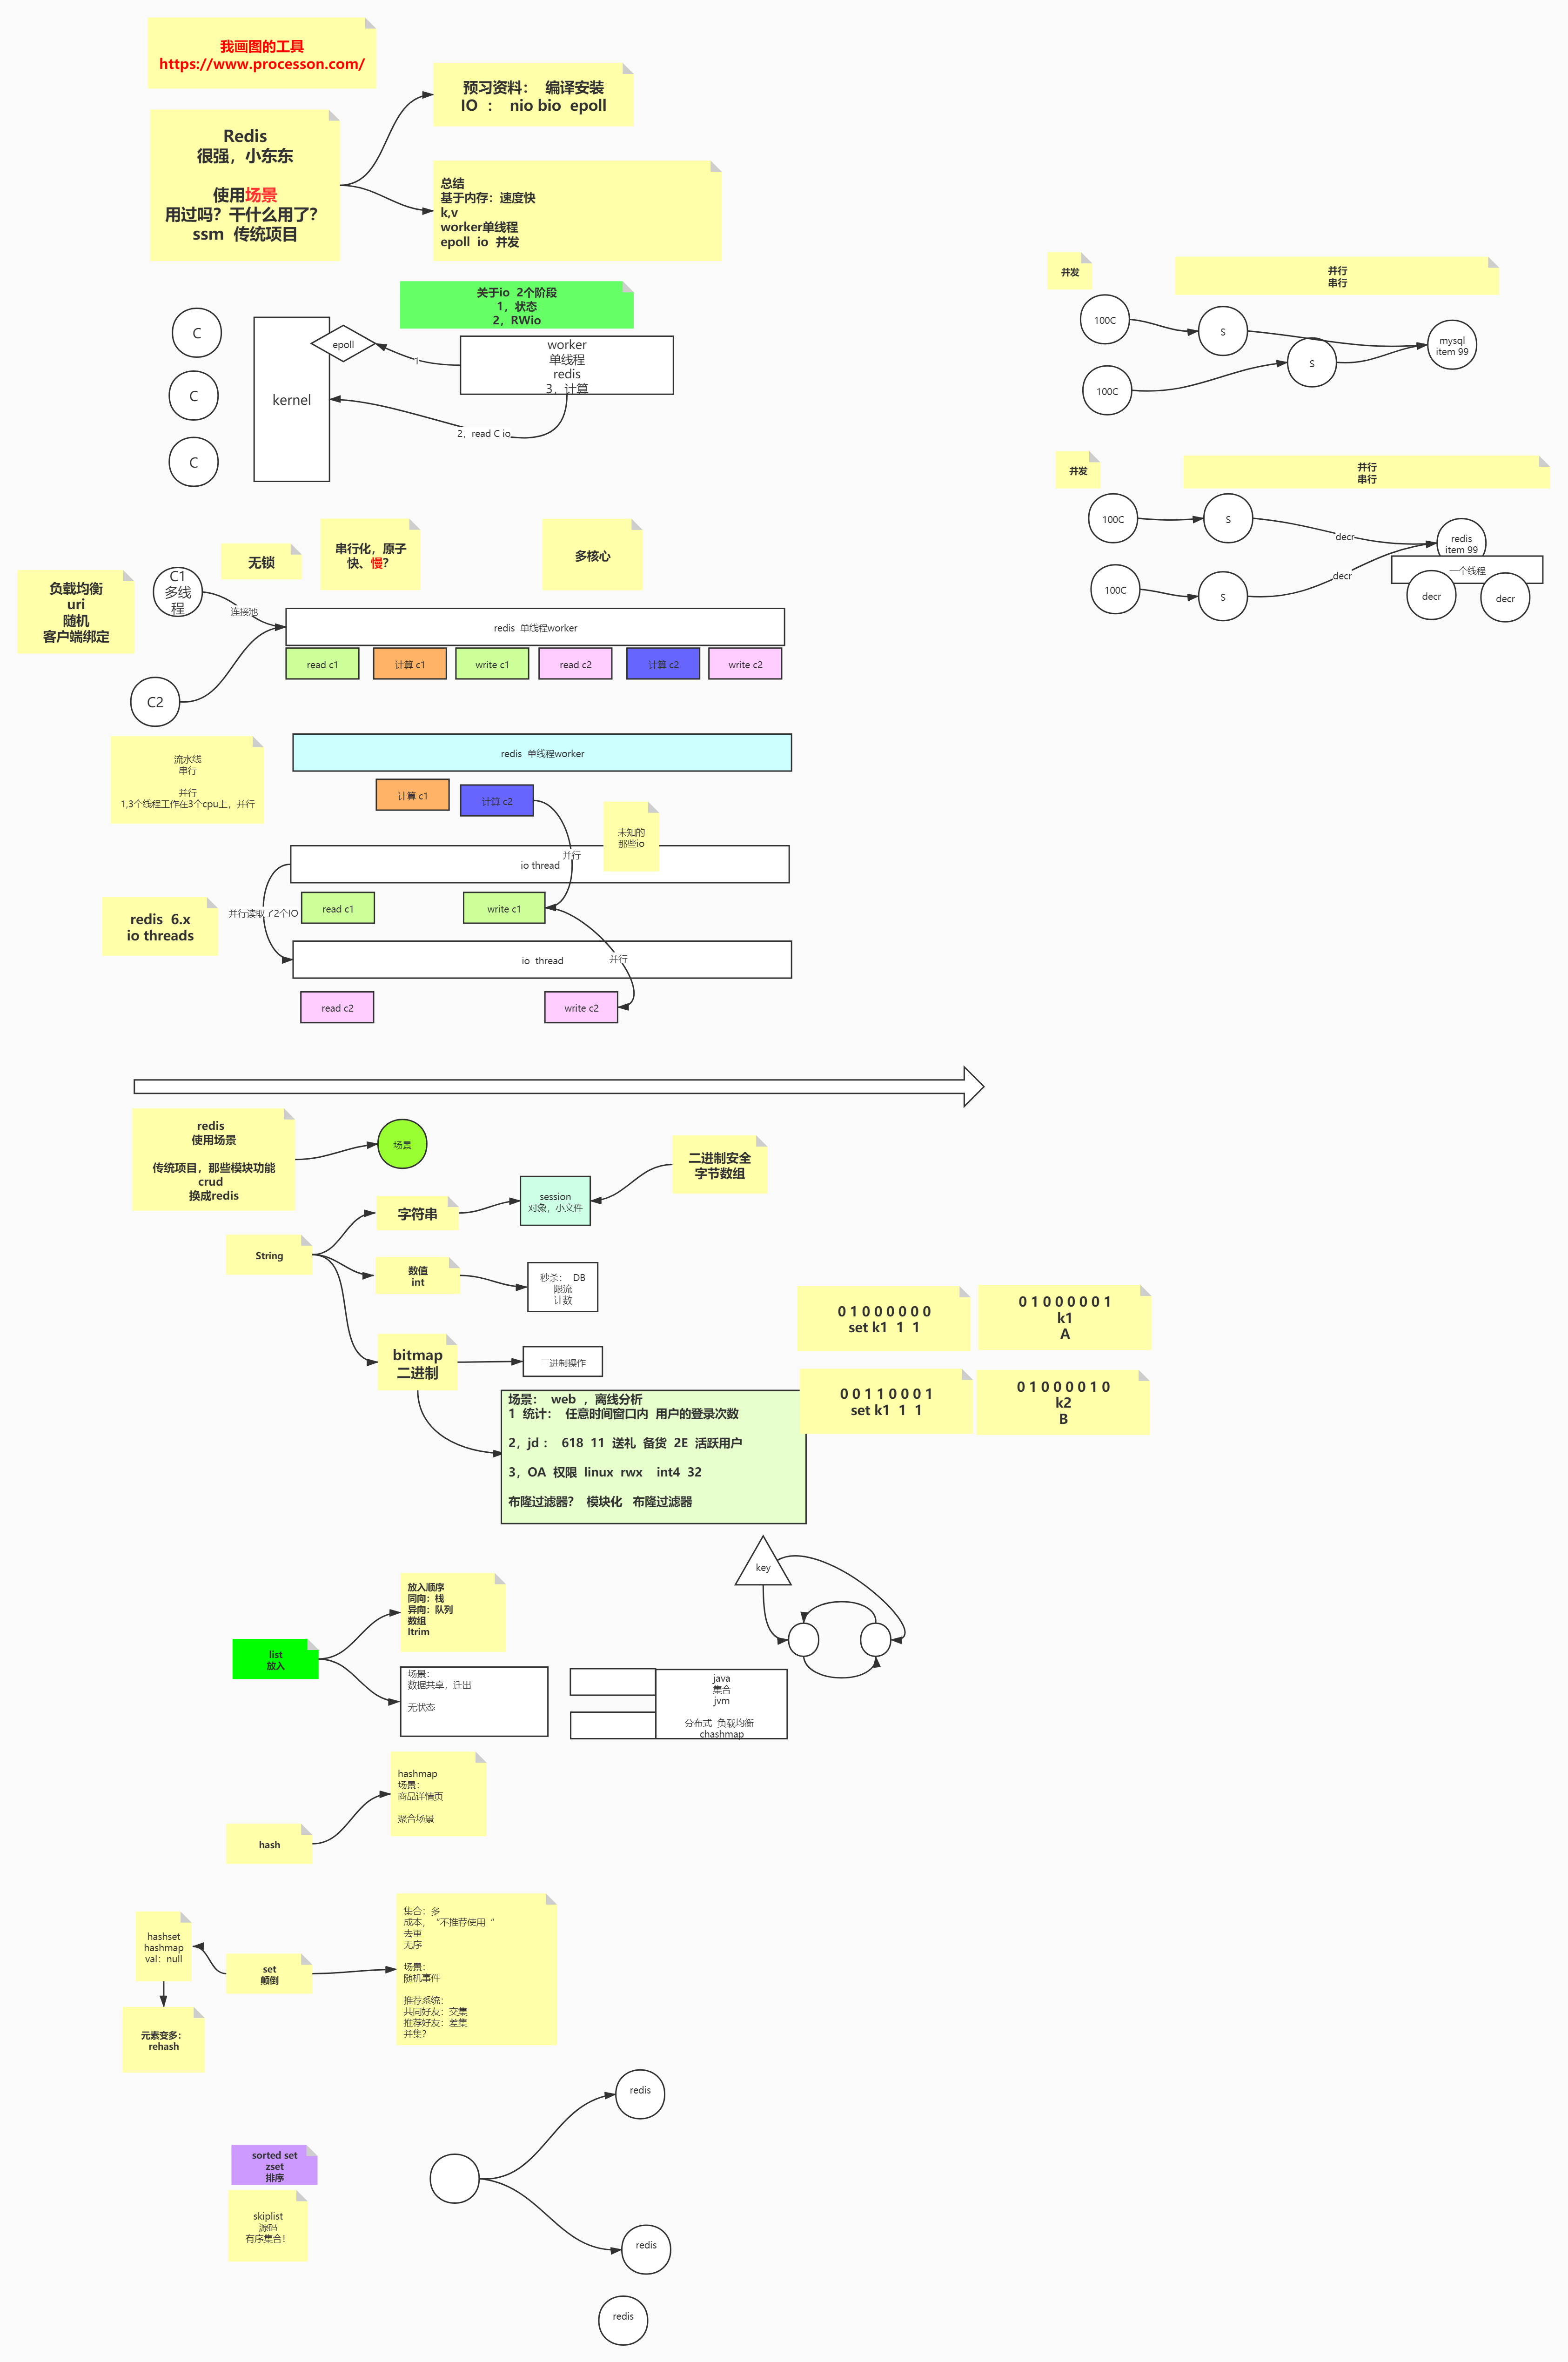 我画图的工具
https://www.processon.com/
预习资料： 编译安装
IO ： nio bio epoll
Redis
很强，小东东
使用场景
用过吗？干什么用了？
ssm 传统项目
总结
基于内存：速度快
k,v
worker单线程
epoll io 并发
关于io 2个阶段
1，状态
2，RWio
C
C
C
kernel
epoll
1
worker
单线程
redis
3，计算
2，read C io
并发
并行
串行
100C
S
100C
S
mysql
item 99
并发
并行
串行
100C
S
decr
100C
S
decr
redis
item 99
一个线程
decr
decr
负载均衡
uri
随机
客户端绑定
无锁
串行化，原子
快、慢？
多核心
C1
多线
程
连接池
C2
redis 单线程worker
read c1
计算 c1
write c1
read c2
计算 c2
write c2
流水线
串行
并行
1,3个线程工作在3个cpu上，并行
redis 单线程worker
计算 c1
计算 c2
未知的
那些io
并行
io thread
redis 6.x
io threads
并行读取了2个IO
read c1
write c1
io thread
并行
read c2
write c2
redis
使用场景
传统项目，那些模块功能
crud
换成redis
场景
二进制安全
字节数组
session
对象，小文件
字符串
String
数值
int
秒杀： DB
限流
计数
bitmap
二进制
二进制操作
0 1 0 0 0 0 0 0
set k1 1 1
0 1 0 0 0 0 0 1
k1
A
0 0 1 1 0 0 0 1
set k1 1 1
0 1 0 0 0 0 1 0
k2
B
场景： web ，离线分析
1 统计： 任意时间窗口内 用户的登录次数
2，jd： 618 11 送礼 备货 2E 活跃用户
3，OA 权限 linux rwx int4 32
布隆过滤器？ 模块化 布隆过滤器
key
放入顺序
同向：栈
异向：队列
数组
ltrim
list
放入
场景：
数据共享，迁出
无状态
java
集合
jvm
分布式 负载均衡
chashmap
hashmap
场景：
商品详情页
聚合场景
hash
hashset
hashmap
val：null
set
颠倒
集合：多
成本，“不推荐使用 ”
去重
无序
场景：
随机事件
推荐系统：
共同好友：交集
推荐好友：差集
并集？
元素变多：
rehash
redis
sorted set
zset
排序
skiplist
源码
有序集合！
redis
redis